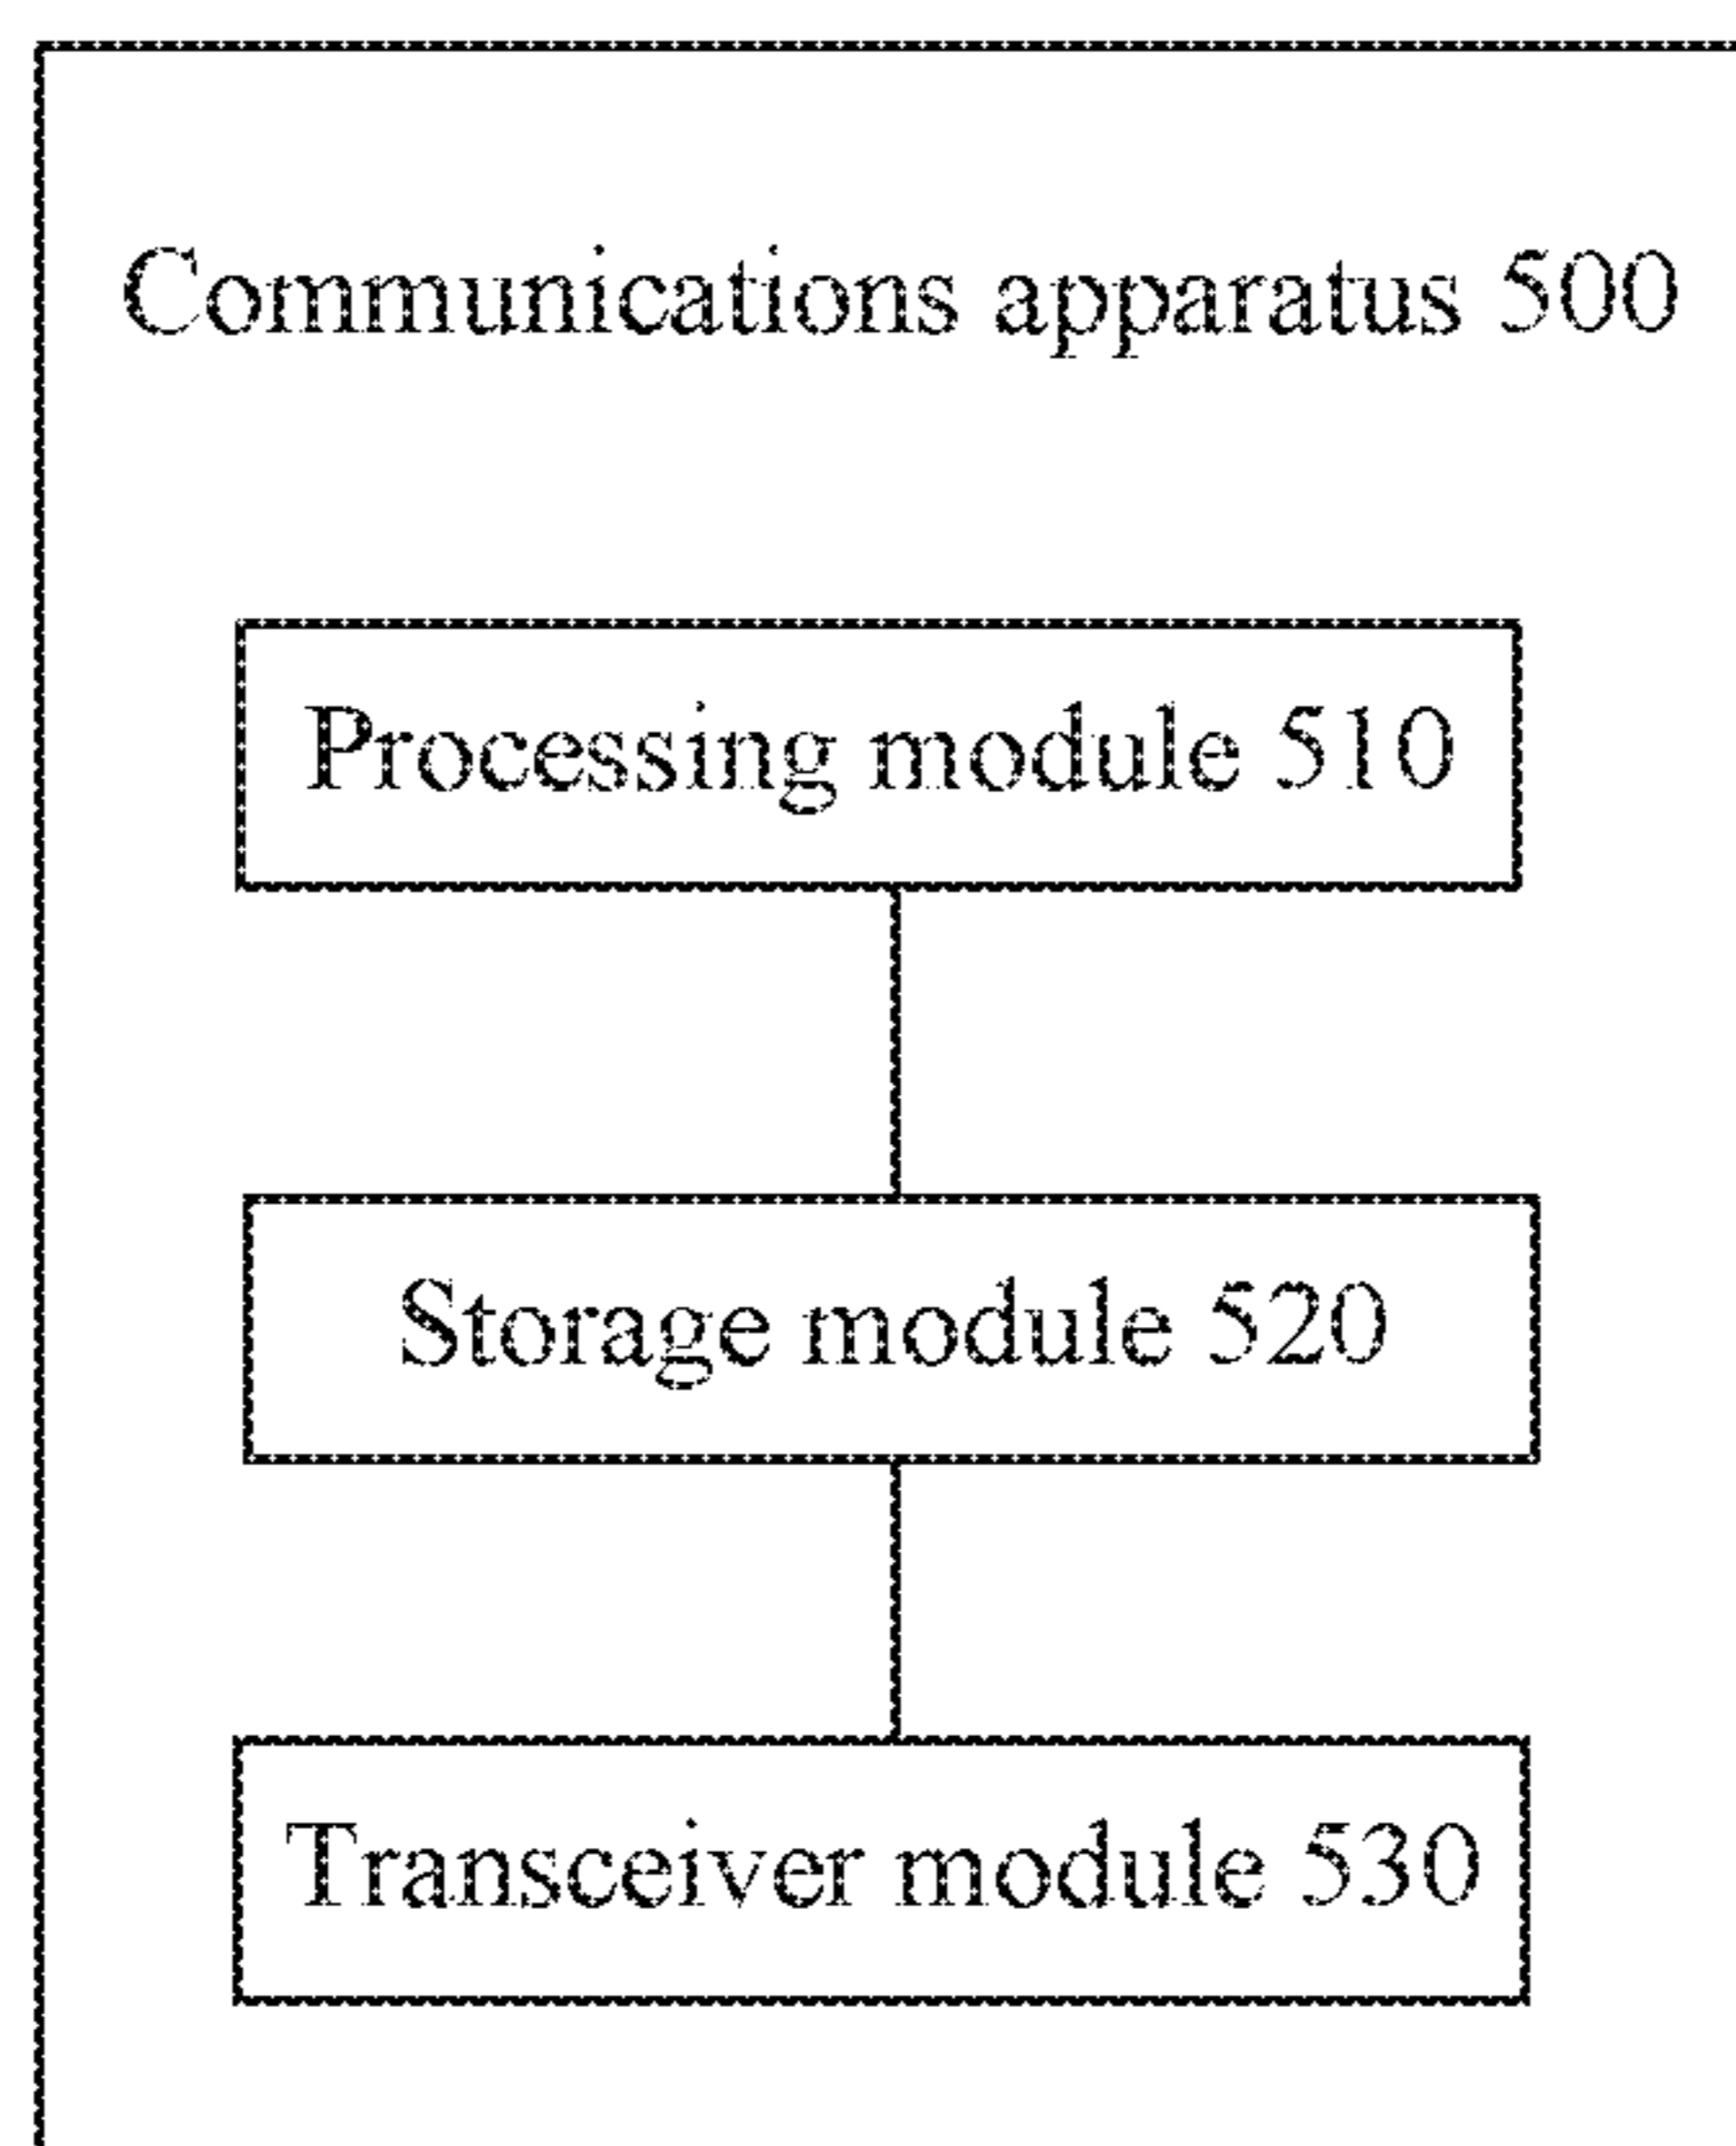 Communications apparatus 500
Processing module 510
Storage module 520
Transceiver module 530